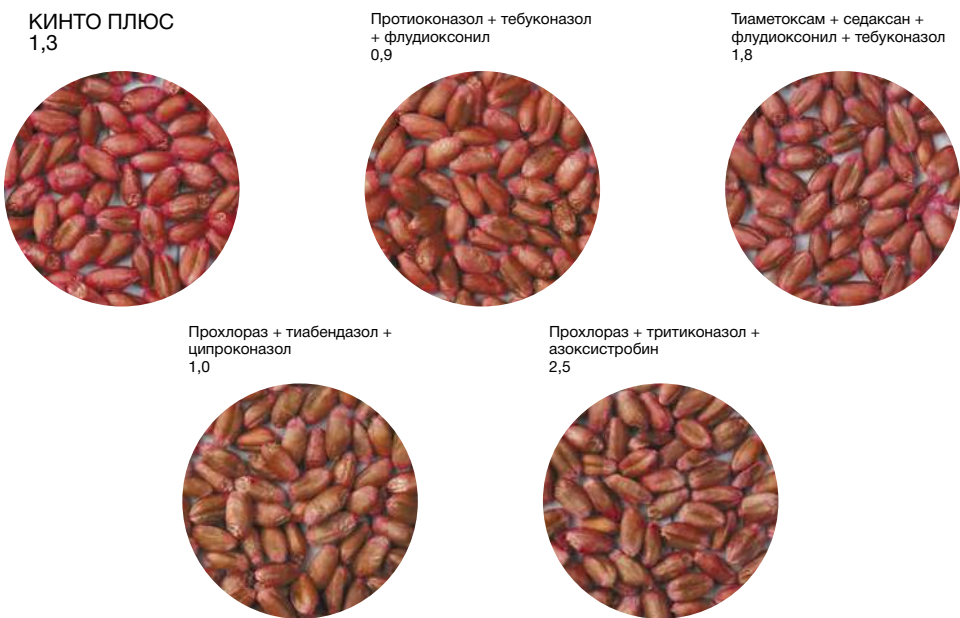 КИНТО ПЛЮС
1,3
Протиоконазол + тебуконазол
+ флудиоксонил
0,9
Тиаметоксам + седаксан +
флудиоксонил + тебуконазол
1,8
Прохлораз + тиабендазол +
ципроконазол
1,0
Прохлораз + тритиконазол +
азоксистробин
2,5